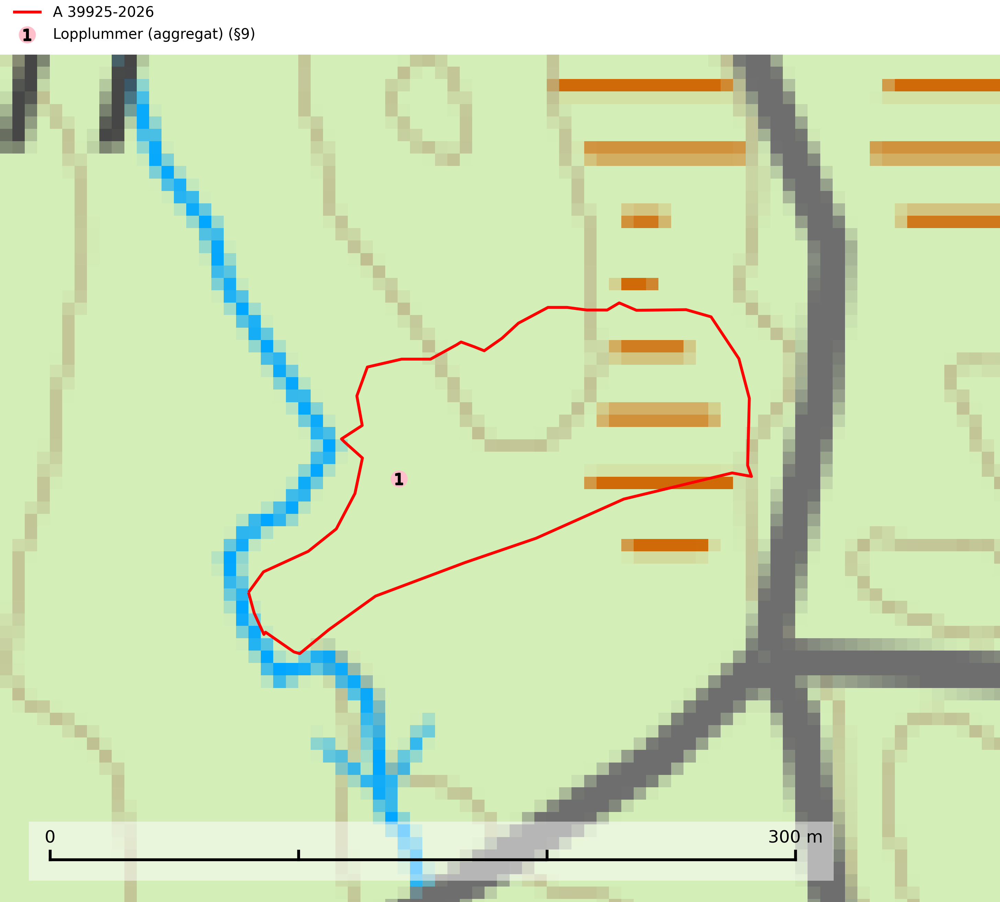 A 39925-2026
1 Lopplummer (aggregat) (§9)
1
0 300 m